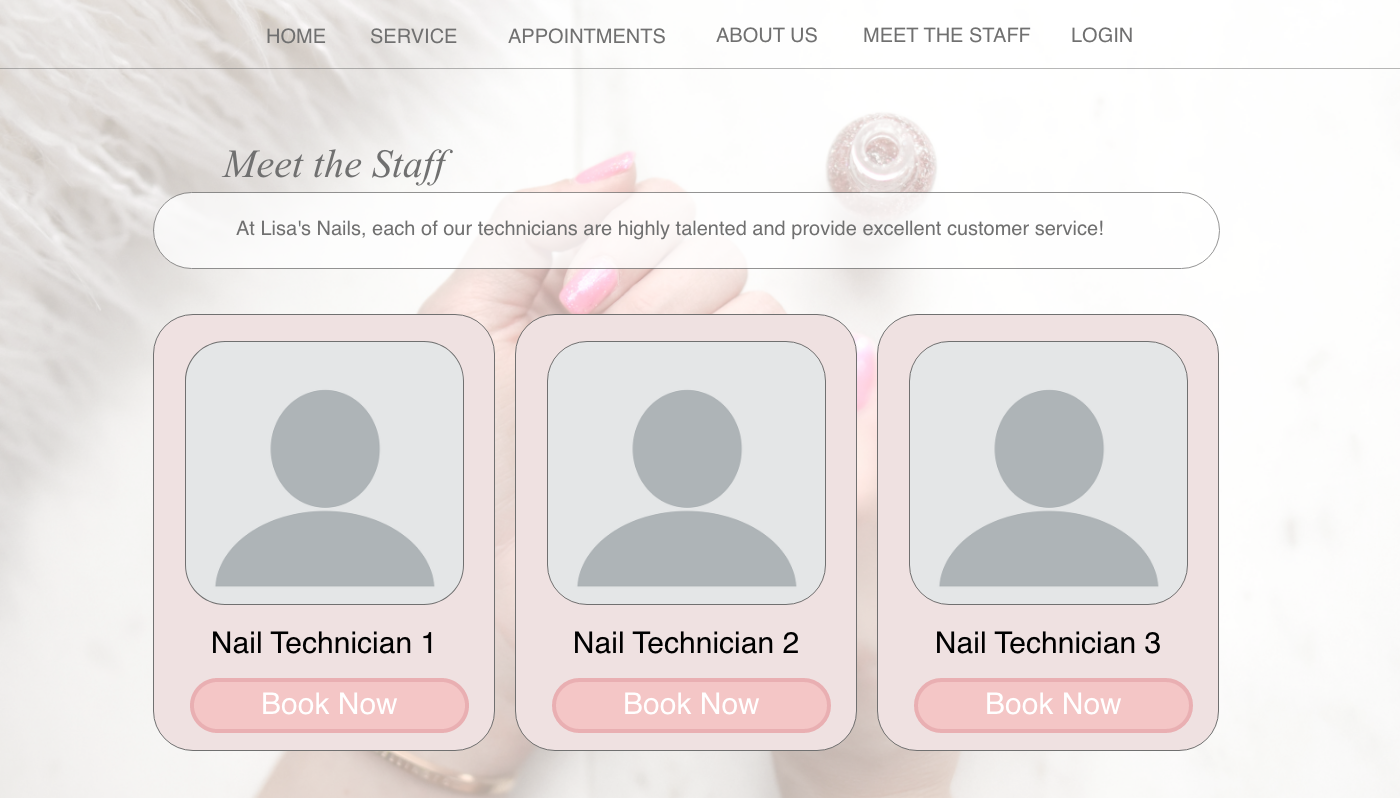 HOME SERVICE APPOINTMENTS ABOUT US MEET THE STAFF LOGIN
Meet the Staff
At Lisa's Nails, each of our technicians are highly talented and provide excellent customer service!
Nail Technician 1
Book Now
Nail Technician 2
Book Now
Nail Technician 3
Book Now